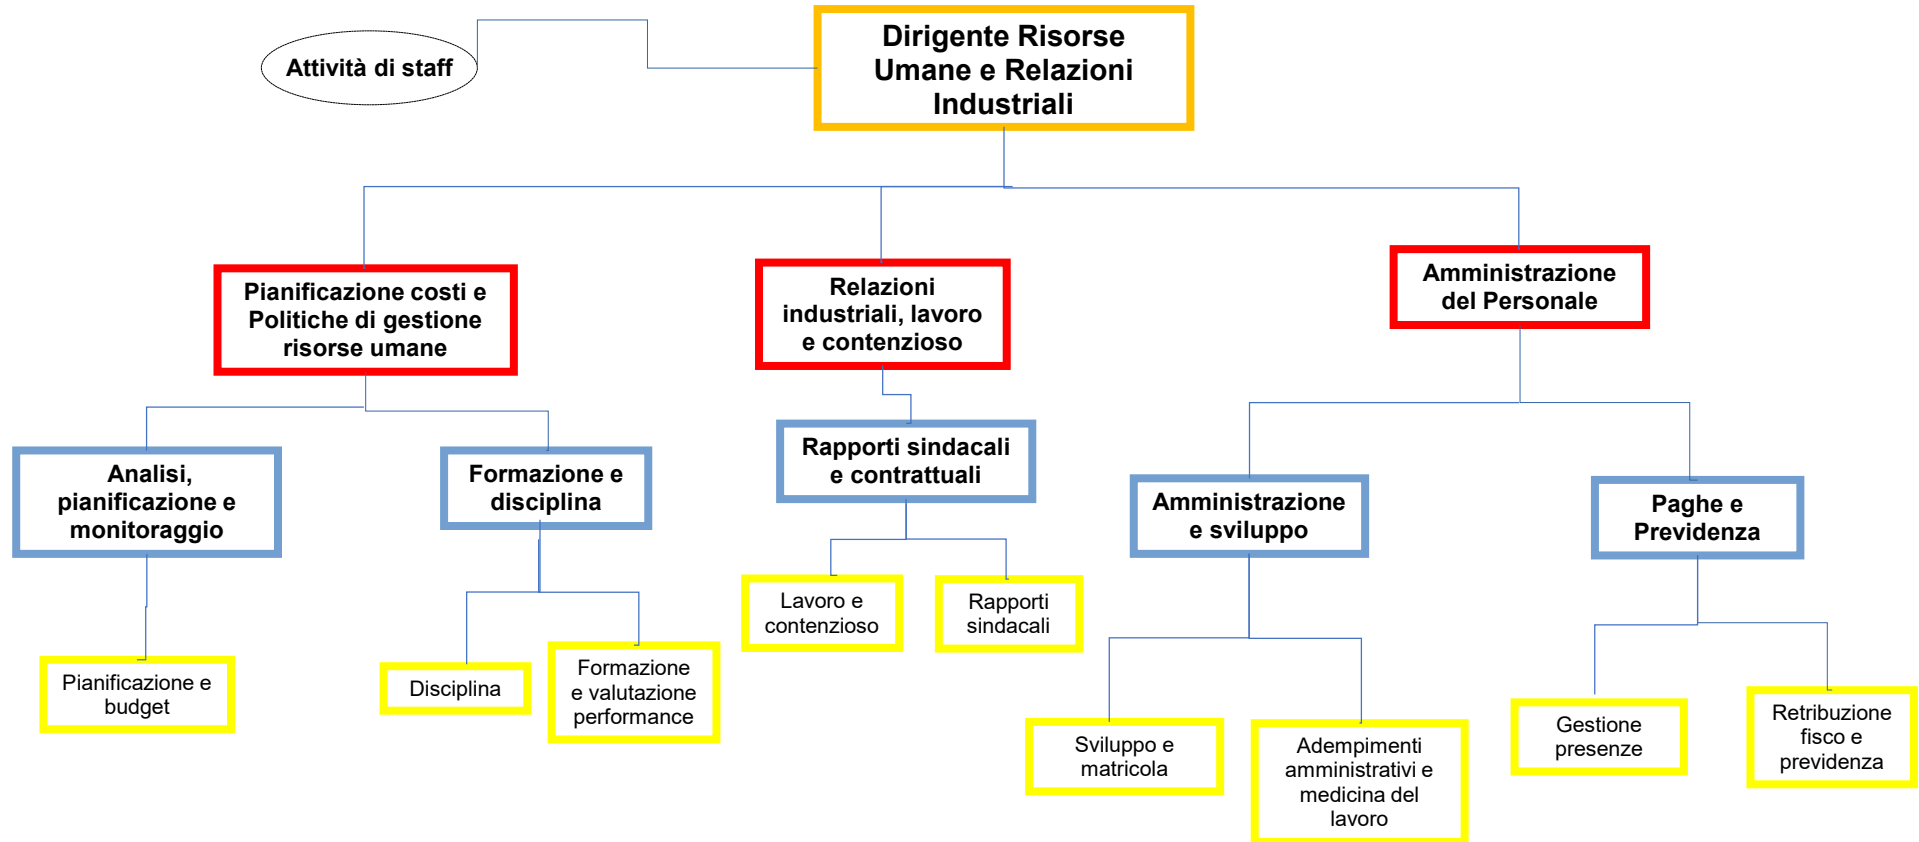 Attività di staff
Dirigente Risorse
Umane e Relazioni
Industriali
Pianificazione costi e
Politiche di gestione
risorse umane
Relazioni
industriali, lavoro
e contenzioso
Amministrazione
del Personale
Analisi,
pianificazione e
monitoraggio
Formazione e
disciplina
Rapporti sindacali
e contrattuali
Amministrazione
e sviluppo
Paghe e
Previdenza
Pianificazione e
budget
Disciplina
Formazione
e valutazione
performance
Lavoro e
contenzioso
Rapporti
sindacali
Sviluppo e
matricola
Adempimenti
amministrativi e
medicina del
lavoro
Gestione
presenze
Retribuzione
fisco e
previdenza